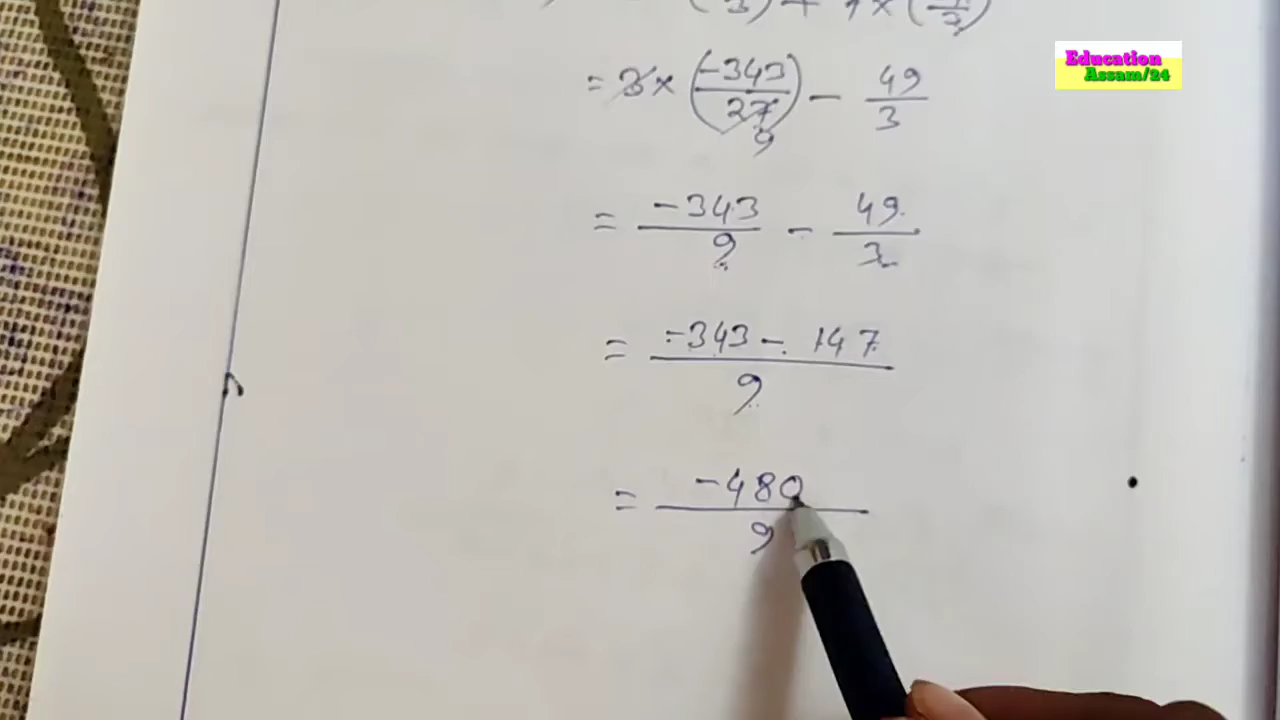 Education
Assam/24
= 3 × (-343/27) - 49/3
9
= -343/9 - 49/3
= -343 - 147/9
= -480/9